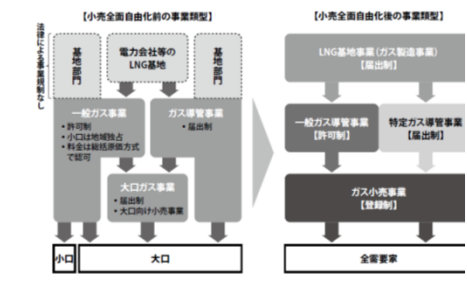 【小売全面自由化前の事業類型】
法律による事業規制なし
基地部門
電力会社等の
LNG基地
基地部門
一般ガス事業
• 許可制
• 小口は地域独占
• 料金は総括原価方式
で認可
ガス導管事業
• 届出制
大口ガス事業
• 届出制
• 大口向け小売事業
小口
大口
【小売全面自由化後の事業類型】
LNG基地事業(ガス製造事業)
【届出制】
一般ガス導管事業
【許可制】
特定ガス導管事業
【届出制】
ガス小売事業
【登録制】
全需要家